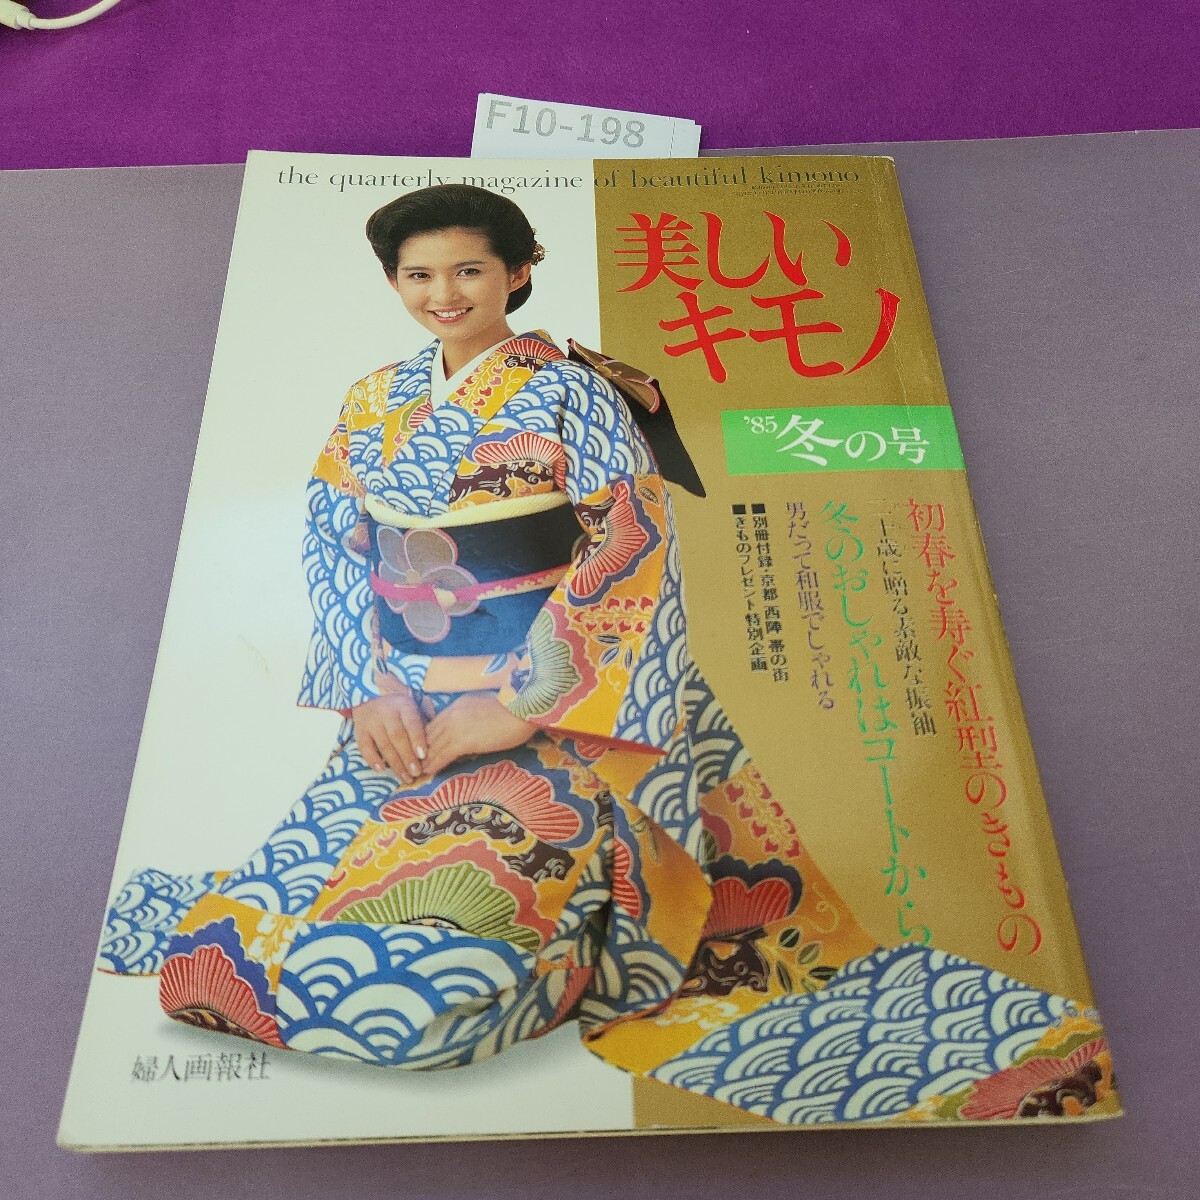 F10-198
the quarterly magazine of beautiful kimono
美しい
キモノ
'85冬の号
初春を寿ぐ紅型のきもの
二十歳に贈る素敵な振袖
冬のおしゃれはコートから
男だって和服でしゃれる
■別冊付録・京都 西陣 帯の街
■きものプレゼント特別企画
婦人画報社